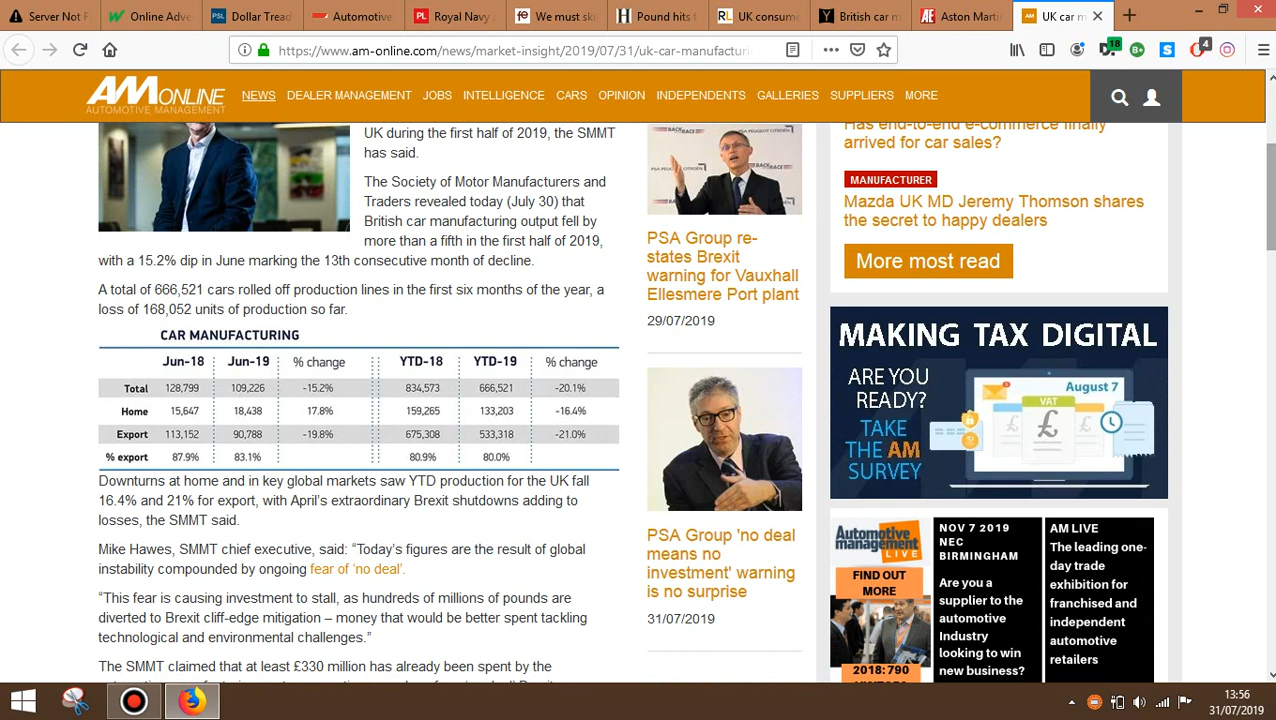 Server Not F
Online Adve
Dollar Tread
Automotive
Royal Navy
We must ski
Pound hits t
UK consume
British car m
Aston Marti
UK car m
https://www.am-online.com/news/market-insight/2019/07/31/uk-car-manufacturi
18
4
AM ONLINE
AUTOMOTIVE MANAGEMENT
NEWS DEALER MANAGEMENT JOBS INTELLIGENCE CARS OPINION INDEPENDENTS GALLERIES SUPPLIERS MORE
UK during the first half of 2019, the SMMT
has said.
The Society of Motor Manufacturers and
Traders revealed today (July 30) that
British car manufacturing output fell by
more than a fifth in the first half of 2019,
with a 15.2% dip in June marking the 13th consecutive month of decline.
A total of 666,521 cars rolled off production lines in the first six months of the year, a
loss of 168,052 units of production so far.
CAR MANUFACTURING
Jun-18 Jun-19 % change YTD-18 YTD-19 % change
Total 128,799 109,226 -15.2% 834,573 666,521 -20.1%
Home 15,647 18,438 17.8% 159,265 133,203 -16.4%
Export 113,152 90,788 -19.8% 675,308 533,318 -21.0%
% export 87.9% 83.1% 80.9% 80.0%
Downturns at home and in key global markets saw YTD production for the UK fall
16.4% and 21% for export, with April's extraordinary Brexit shutdowns adding to
losses, the SMMT said.
Mike Hawes, SMMT chief executive, said: “Today’s figures are the result of global
instability compounded by ongoing fear of ‘no deal’.
“This fear is causing investment to stall, as hundreds of millions of pounds are
diverted to Brexit cliff-edge mitigation – money that would be better spent tackling
technological and environmental challenges.”
The SMMT claimed that at least £330 million has already been spent by the
PSA PEUGEOT CITROËN
BACK IN THE RACE
PSA Group re-
states Brexit
warning for Vauxhall
Ellesmere Port plant
29/07/2019
PSA Group 'no deal
means no
investment' warning
is no surprise
31/07/2019
Has end-to-end e-commerce finally
arrived for car sales?
MANUFACTURER
Mazda UK MD Jeremy Thomson shares
the secret to happy dealers
More most read
MAKING TAX DIGITAL
ARE YOU
READY?
TAKE
THE AM
SURVEY
August 7
VAT
£ £ £
Automotive
management
LIVE
FIND OUT
MORE
2018: 790
NOV 7 2019
NEC
BIRMINGHAM
Are you a
supplier to the
automotive
Industry
looking to win
new business?
AM LIVE
The leading one-
day trade
exhibition for
franchised and
independent
automotive
retailers
13:56
31/07/2019